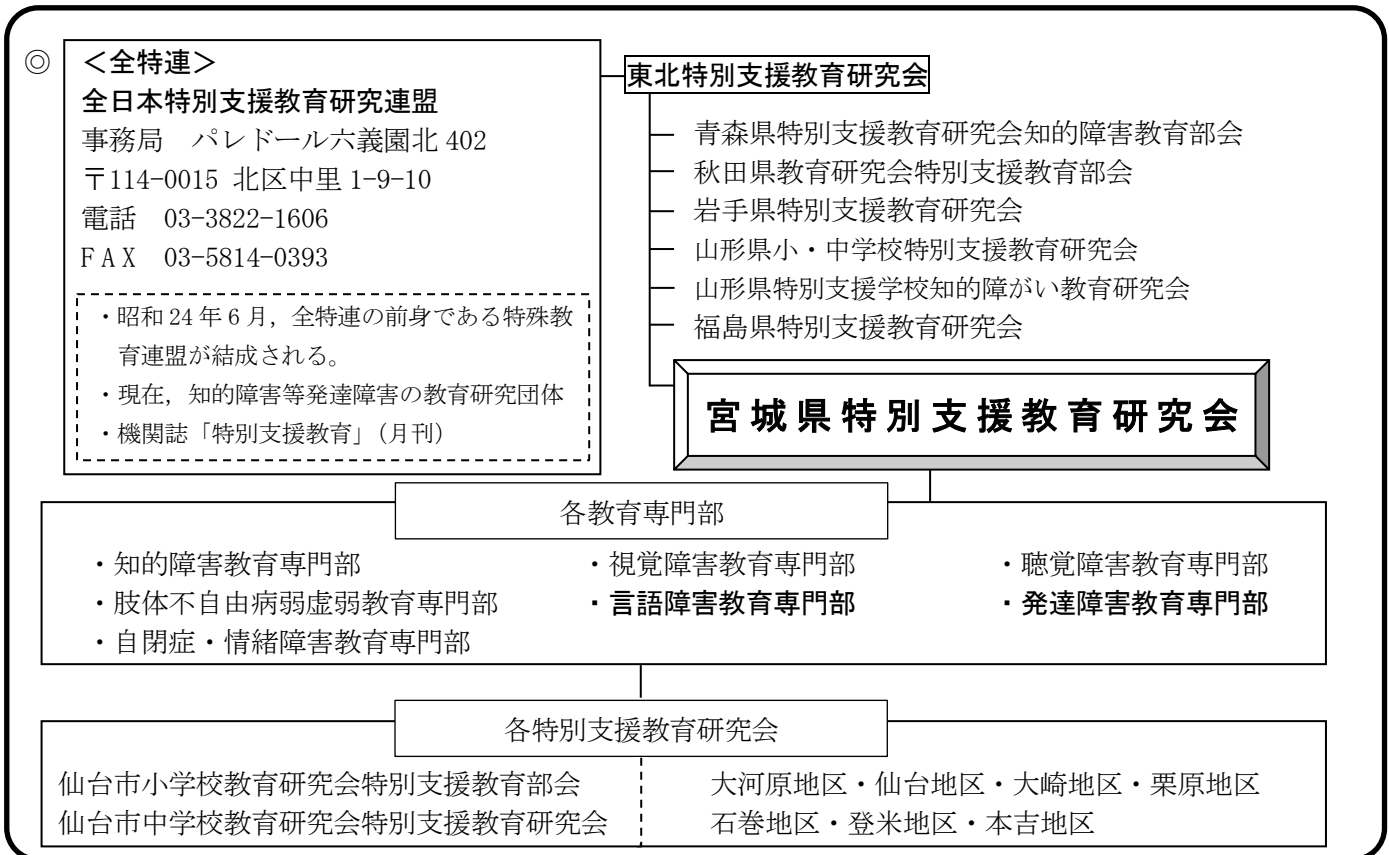 ◎
＜全特連＞
全日本特別支援教育研究連盟
事務局　パレドール六義園北 402
〒114-0015 北区中里 1-9-10
電話　03-3822-1606
ＦＡＸ　03-5814-0393
・昭和 24 年 6 月，全特連の前身である特殊教
育連盟が結成される。
・現在，知的障害等発達障害の教育研究団体
・機関誌「特別支援教育」（月刊）
東北特別支援教育研究会
青森県特別支援教育研究会知的障害教育部会
秋田県教育研究会特別支援教育部会
岩手県特別支援教育研究会
山形県小・中学校特別支援教育研究会
山形県特別支援学校知的障がい教育研究会
福島県特別支援教育研究会
宮城県特別支援教育研究会
各教育専門部
・知的障害教育専門部　・視覚障害教育専門部　・聴覚障害教育専門部
・肢体不自由病弱虚弱教育専門部　・言語障害教育専門部　・発達障害教育専門部
・自閉症・情緒障害教育専門部
各特別支援教育研究会
仙台市小学校教育研究会特別支援教育部会
仙台市中学校教育研究会特別支援教育研究会
大河原地区・仙台地区・大崎地区・栗原地区
石巻地区・登米地区・本吉地区